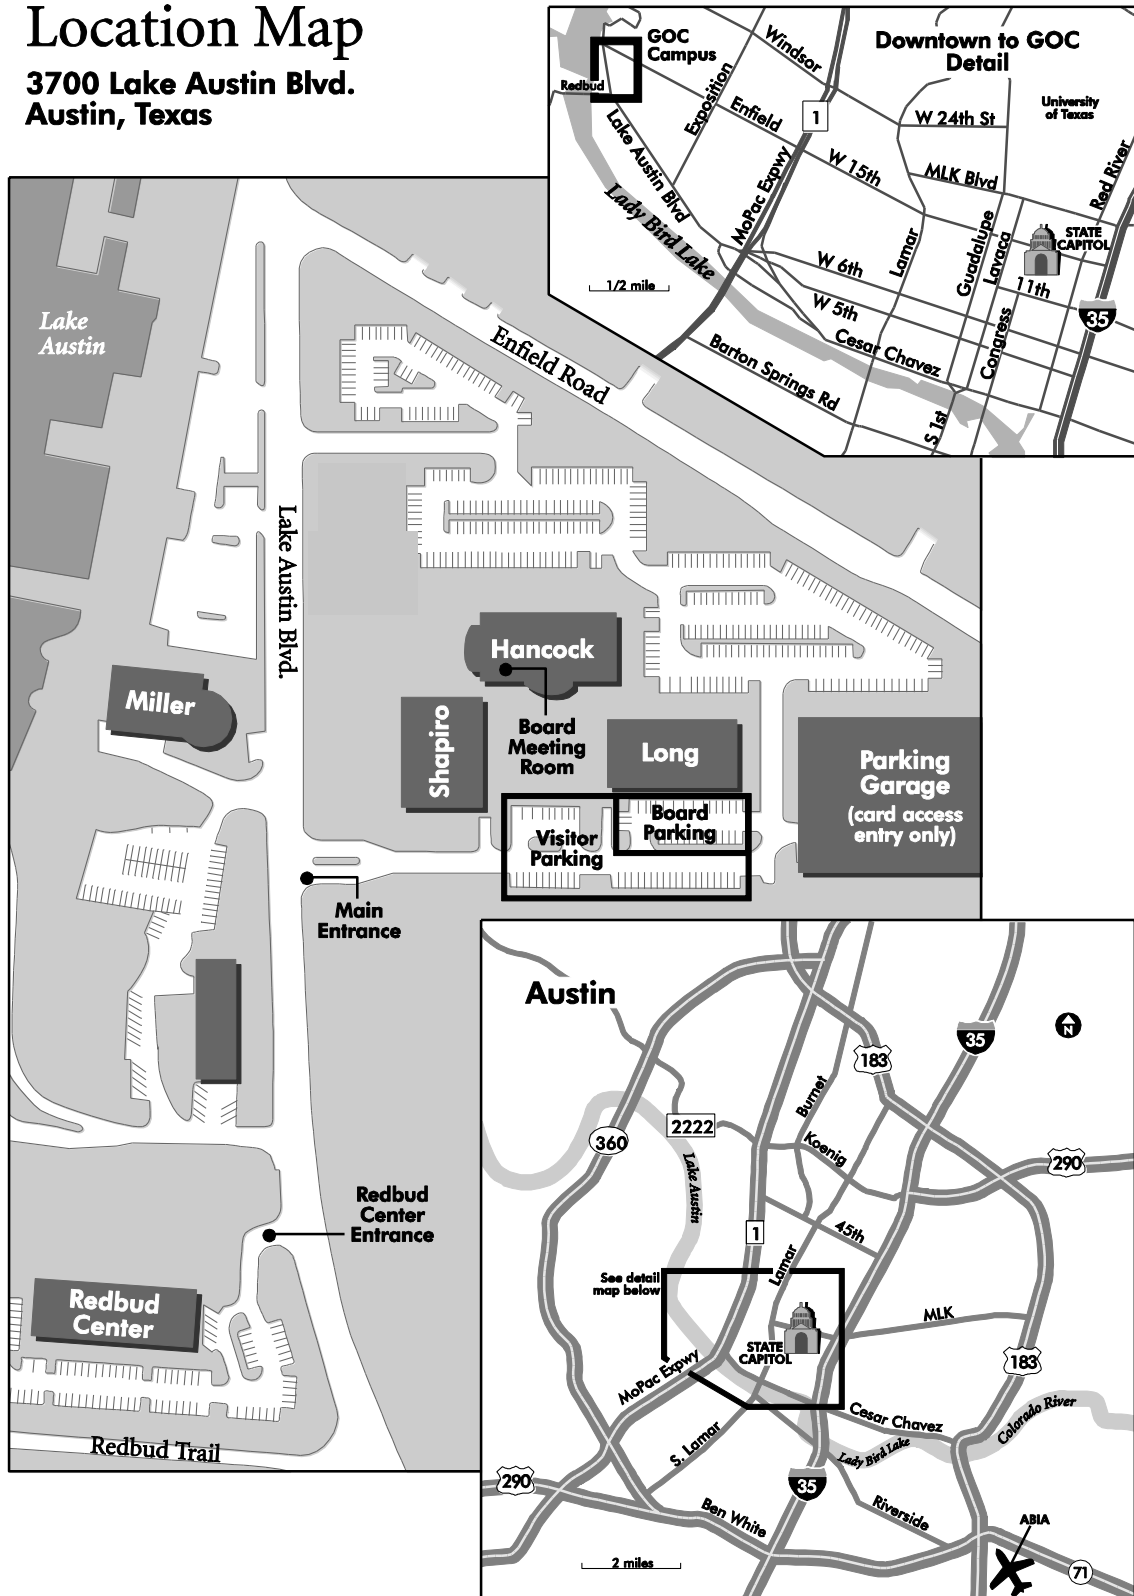 Location Map
3700 Lake Austin Blvd.
Austin, Texas
GOC
Campus
Downtown to GOC
Detail
Windsor
Redbud
Exposition
Enfield
1
W 24th St
University
of Texas
Lake Austin Blvd
W 15th
MLK Blvd
Red River
MoPac Expwy
Lady Bird Lake
Lamar
Guadalupe
Lavaca
STATE
CAPITOL
W 6th
11th
1/2 mile
W 5th
35
Cesar Chavez
Congress
Barton Springs Rd
S 1st
Lake
Austin
Enfield Road
Lake Austin Blvd.
Hancock
Miller
Shapiro
Board
Meeting
Room
Long
Parking
Garage
(card access
entry only)
Board
Parking
Visitor
Parking
Main
Entrance
Redbud
Center
Entrance
Redbud
Center
Redbud Trail
Austin
N
35
183
Burnet
2222
360
Koenig
290
Lake Austin
1
45th
Lamar
See detail
map below
MLK
STATE
CAPITOL
183
MoPac Expwy
Cesar Chavez
Colorado River
S. Lamar
Lady Bird Lake
290
35
Ben White
Riverside
ABIA
2 miles
71